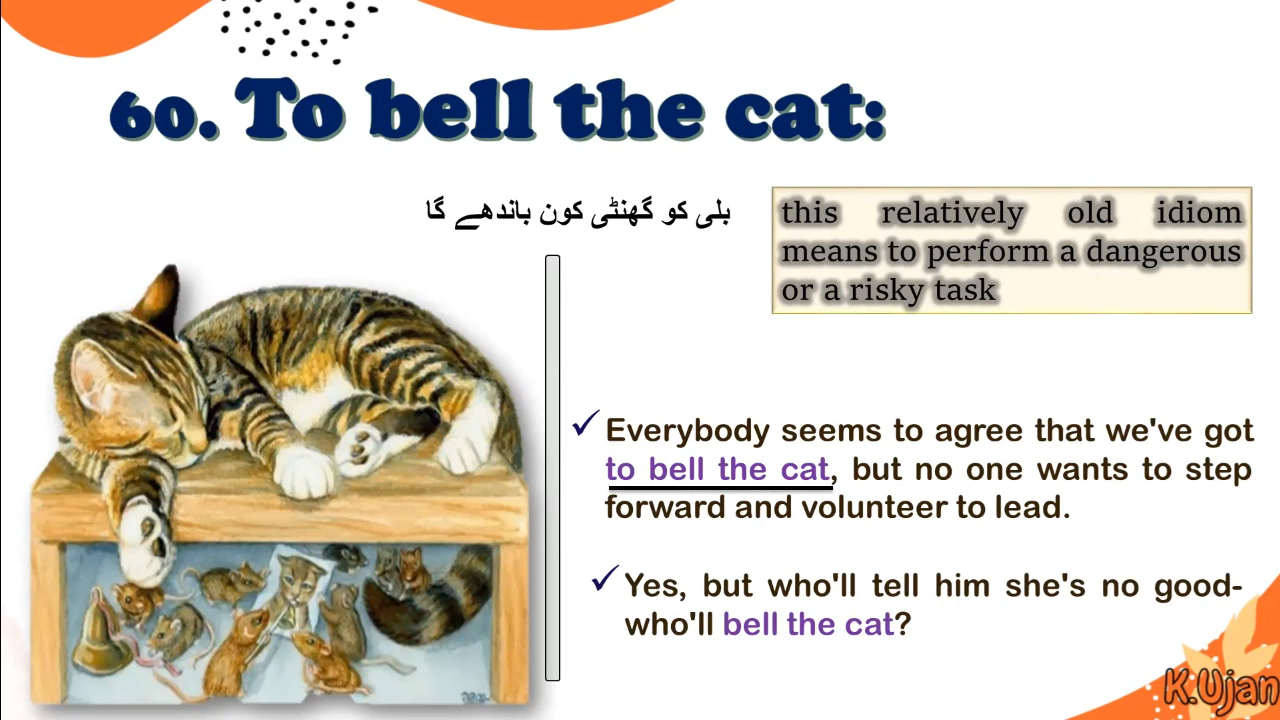 60. To bell the cat:
بلی کو گھنٹی کون باندھے گا
this relatively old idiom
means to perform a dangerous
or a risky task
Everybody seems to agree that we've got
to bell the cat, but no one wants to step
forward and volunteer to lead.
Yes, but who'll tell him she's no good-
who'll bell the cat?
K.Ujan